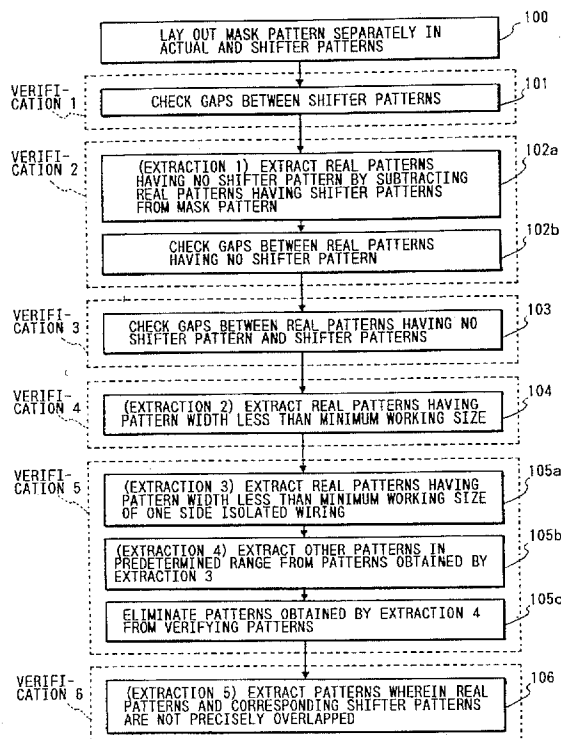 100
LAY OUT MASK PATTERN SEPARATELY IN
ACTUAL AND SHIFTER PATTERNS
VERIFI-
CATION 1
101
CHECK GAPS BETWEEN SHIFTER PATTERNS
VERIFI-
CATION 2
102a
(EXTRACTION 1) EXTRACT REAL PATTERNS
HAVING NO SHIFTER PATTERN BY SUBTRACTING
REAL PATTERNS HAVING SHIFTER PATTERNS
FROM MASK PATTERN
102b
CHECK GAPS BETWEEN REAL PATTERNS
HAVING NO SHIFTER PATTERN
VERIFI-
CATION 3
103
CHECK GAPS BETWEEN REAL PATTERNS HAVING NO
SHIFTER PATTERN AND SHIFTER PATTERNS
VERIFI-
CATION 4
104
(EXTRACTION 2) EXTRACT REAL PATTERNS HAVING
PATTERN WIDTH LESS THAN MINIMUM WORKING SIZE
VERIFI-
CATION 5
105a
(EXTRACTION 3) EXTRACT REAL PATTERNS HAVING
PATTERN WIDTH LESS THAN MINIMUM WORKING SIZE
OF ONE SIDE ISOLATED WIRING
105b
(EXTRACTION 4) EXTRACT OTHER PATTERNS IN
PREDETERMINED RANGE FROM PATTERNS OBTAINED BY
EXTRACTION 3
105c
ELIMINATE PATTERNS OBTAINED BY EXTRACTION 4
FROM VERIFYING PATTERNS
VERIFI-
CATION 6
106
(EXTRACTION 5) EXTRACT PATTERNS WHEREIN REAL
PATTERNS AND CORRESPONDING SHIFTER PATTERNS
ARE NOT PRECISELY OVERLAPPED